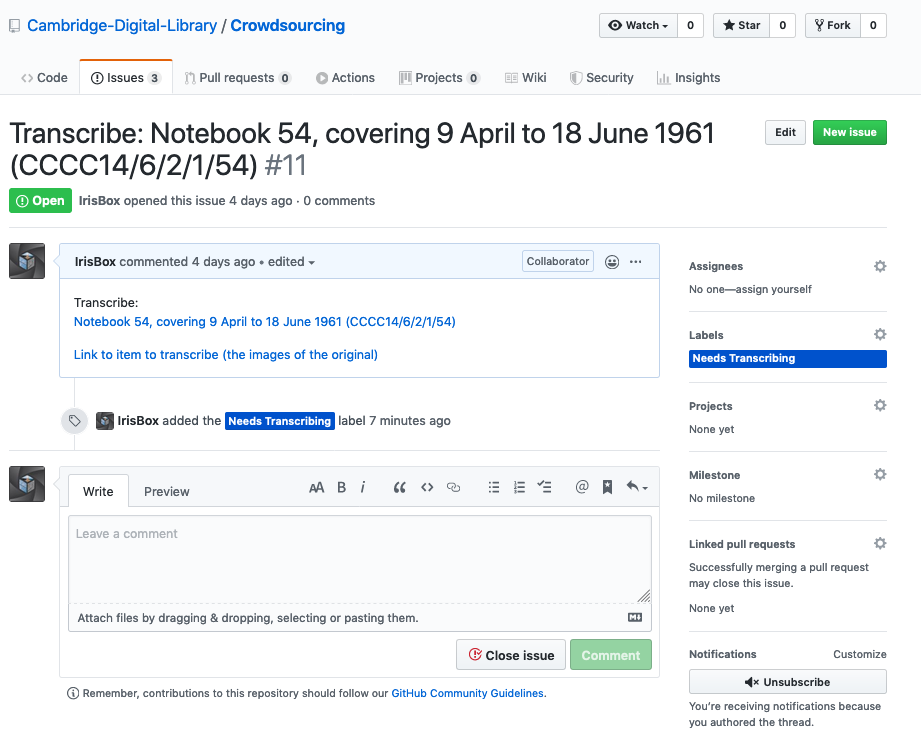 Cambridge-Digital-Library / Crowdsourcing
Watch 0 Star 0 Fork 0
Code Issues 3 Pull requests 0 Actions Projects 0 Wiki Security Insights
Transcribe: Notebook 54, covering 9 April to 18 June 1961
(CCCC14/6/2/1/54) #11
Edit New issue
Open IrisBox opened this issue 4 days ago · 0 comments
IrisBox commented 4 days ago • edited Collaborator
Transcribe:
Notebook 54, covering 9 April to 18 June 1961 (CCCC14/6/2/1/54)
Link to item to transcribe (the images of the original)
IrisBox added the Needs Transcribing label 7 minutes ago
Write Preview
AA B i
Leave a comment
Attach files by dragging & dropping, selecting or pasting them.
Close issue Comment
Remember, contributions to this repository should follow our GitHub Community Guidelines.
Assignees
No one—assign yourself
Labels
Needs Transcribing
Projects
None yet
Milestone
No milestone
Linked pull requests
Successfully merging a pull request
may close this issue.
None yet
Notifications Customize
Unsubscribe
You're receiving notifications because
you authored the thread.